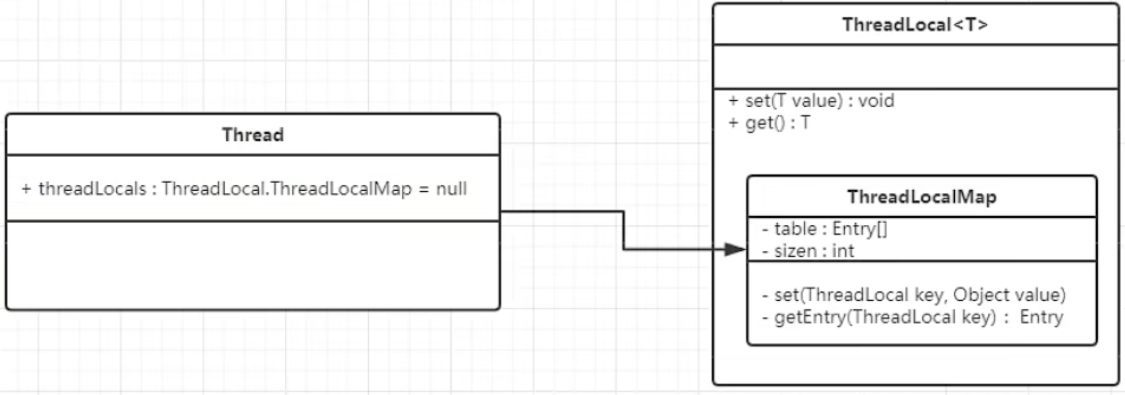 Thread
+ threadLocals : ThreadLocal.ThreadLocalMap = null
ThreadLocal<T>
+ set(T value) : void
+ get() : T
ThreadLocalMap
- table : Entry[]
- sizen : int
- set(ThreadLocal key, Object value)
- getEntry(ThreadLocal key) : Entry